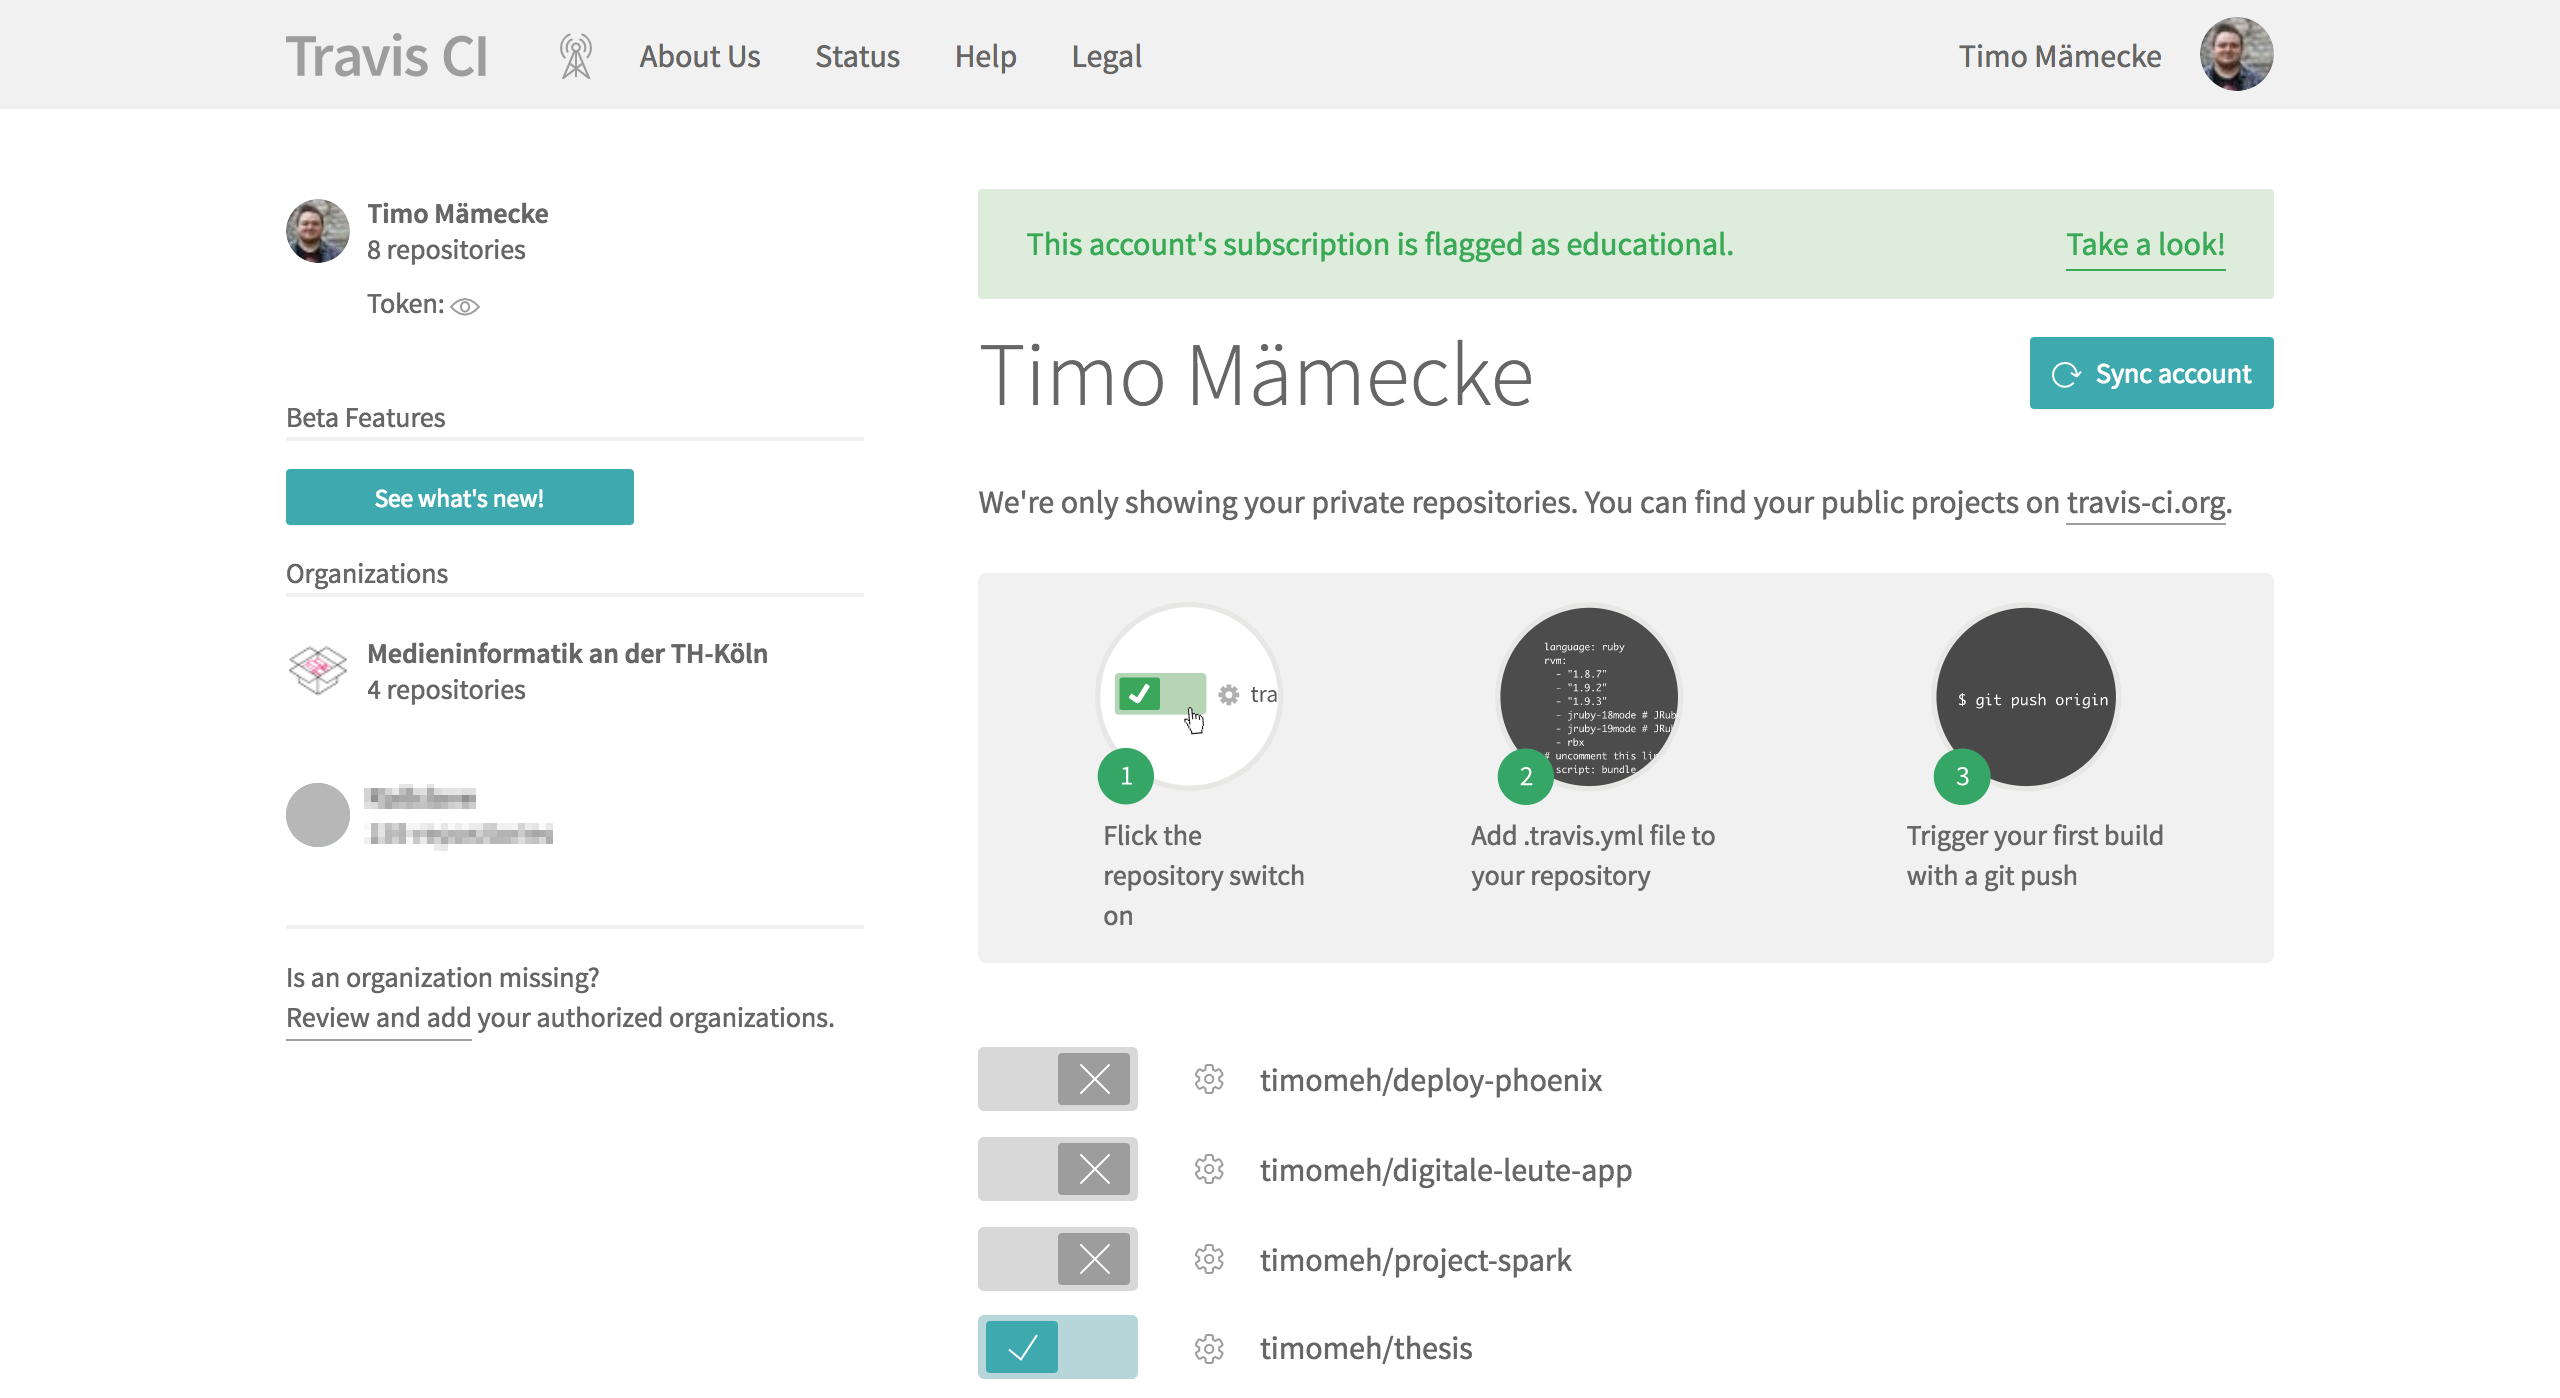 Travis CI
About Us
Status
Help
Legal
Timo Mämecke
Timo Mämecke
8 repositories
Token:
Beta Features
See what's new!
Organizations
Medieninformatik an der TH-Köln
4 repositories
Is an organization missing?
Review and add your authorized organizations.
This account's subscription is flagged as educational.
Take a look!
Timo Mämecke
Sync account
We're only showing your private repositories. You can find your public projects on travis-ci.org.
tra
1
Flick the
repository switch
on
language: ruby
rvm:
- "1.8.7"
- "1.9.2"
- "1.9.3"
- jruby-18mode # JRub
- jruby-19mode # JRu
- rbx
# uncomment this li
script: bundle
2
Add .travis.yml file to
your repository
$ git push origin
3
Trigger your first build
with a git push
timomeh/deploy-phoenix
timomeh/digitale-leute-app
timomeh/project-spark
timomeh/thesis